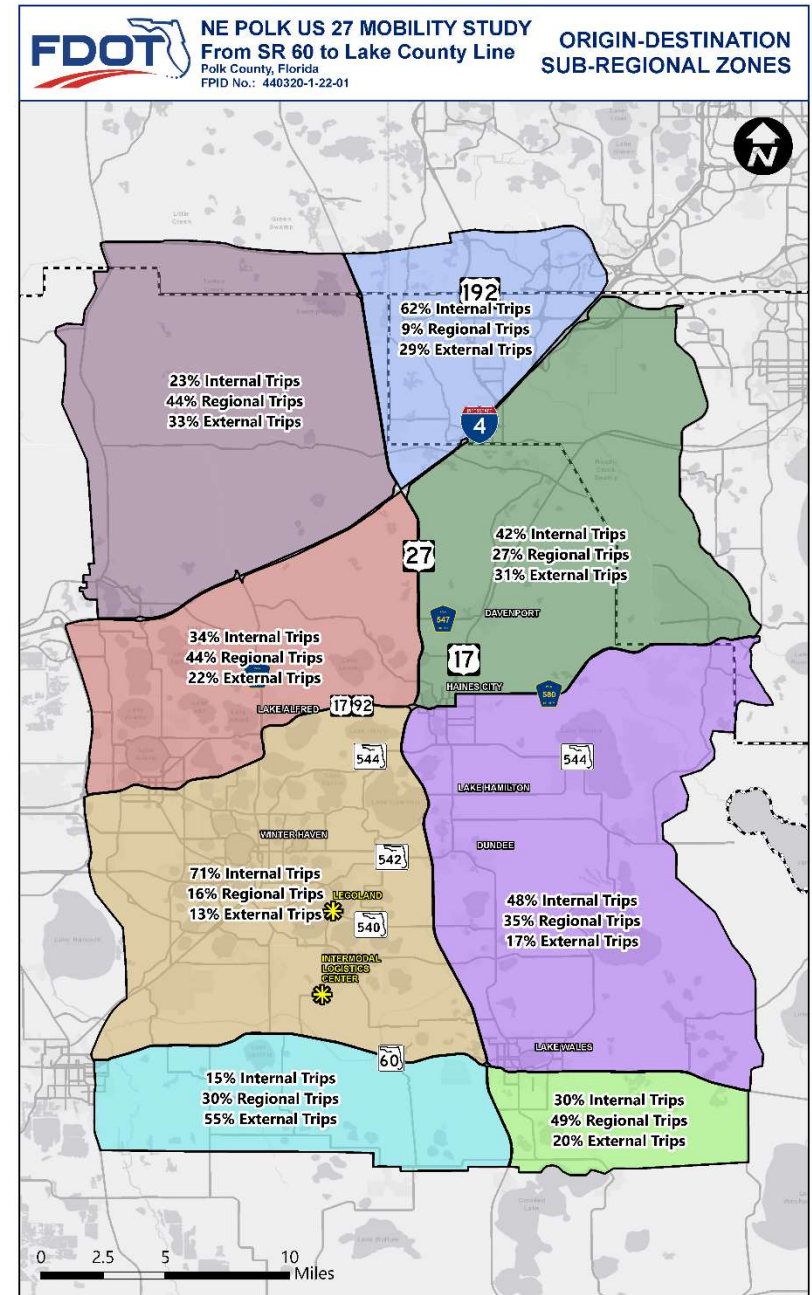 FDOT
NE POLK US 27 MOBILITY STUDY
From SR 60 to Lake County Line
Polk County, Florida
FPID No.: 440320-1-22-01
ORIGIN-DESTINATION
SUB-REGIONAL ZONES
N
192
62% Internal Trips
9% Regional Trips
29% External Trips
23% Internal Trips
44% Regional Trips
33% External Trips
4
42% Internal Trips
27% Regional Trips
31% External Trips
27
547
DAVENPORT
34% Internal Trips
44% Regional Trips
22% External Trips
17
HAINES CITY
580
LAKE ALFRED
17 92
544
544
LAKE HAMILTON
WINTER HAVEN
DUNDEE
542
71% Internal Trips
16% Regional Trips
13% External Trips
LEGOLAND
540
48% Internal Trips
35% Regional Trips
17% External Trips
INTERMODAL
LOGISTICS
CENTER
LAKE WALES
60
15% Internal Trips
30% Regional Trips
55% External Trips
30% Internal Trips
49% Regional Trips
20% External Trips
0 2.5 5 10
Miles